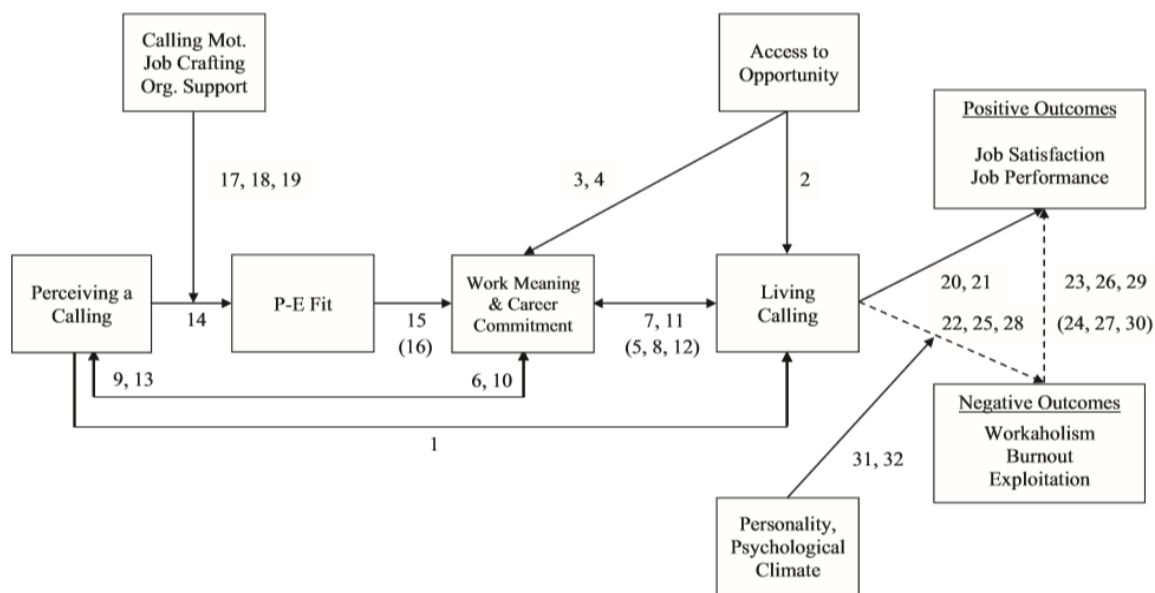 Calling Mot.
Job Crafting
Org. Support
Access to
Opportunity
Positive Outcomes
Job Satisfaction
Job Performance
17, 18, 19
3, 4
2
Perceiving a
Calling
14
P-E Fit
15
(16)
Work Meaning
& Career
Commitment
7, 11
(5, 8, 12)
Living
Calling
20, 21
22, 25, 28
23, 26, 29
(24, 27, 30)
9, 13
6, 10
1
Negative Outcomes
Workaholism
Burnout
Exploitation
31, 32
Personality,
Psychological
Climate